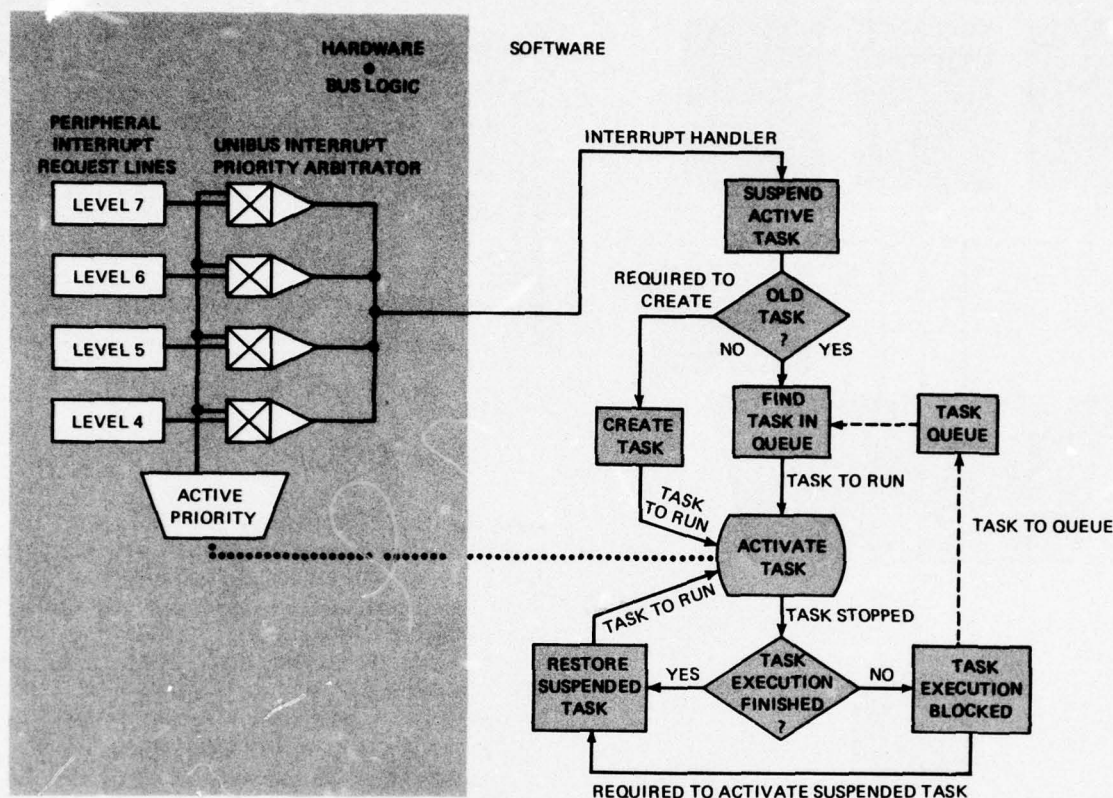 HARDWARE
BUS LOGIC
SOFTWARE
PERIPHERAL
INTERRUPT
REQUEST LINES
UNIBUS INTERRUPT
PRIORITY ARBITRATOR
LEVEL 7
LEVEL 6
LEVEL 5
LEVEL 4
ACTIVE
PRIORITY
INTERRUPT HANDLER
SUSPEND
ACTIVE
TASK
REQUIRED TO
CREATE
OLD
TASK
?
NO
YES
CREATE
TASK
FIND
TASK IN
QUEUE
TASK
QUEUE
TASK
TO RUN
TASK TO RUN
TASK TO QUEUE
ACTIVATE
TASK
TASK TO RUN
TASK STOPPED
RESTORE
SUSPENDED
TASK
YES
TASK
EXECUTION
FINISHED
?
NO
TASK
EXECUTION
BLOCKED
REQUIRED TO ACTIVATE SUSPENDED TASK